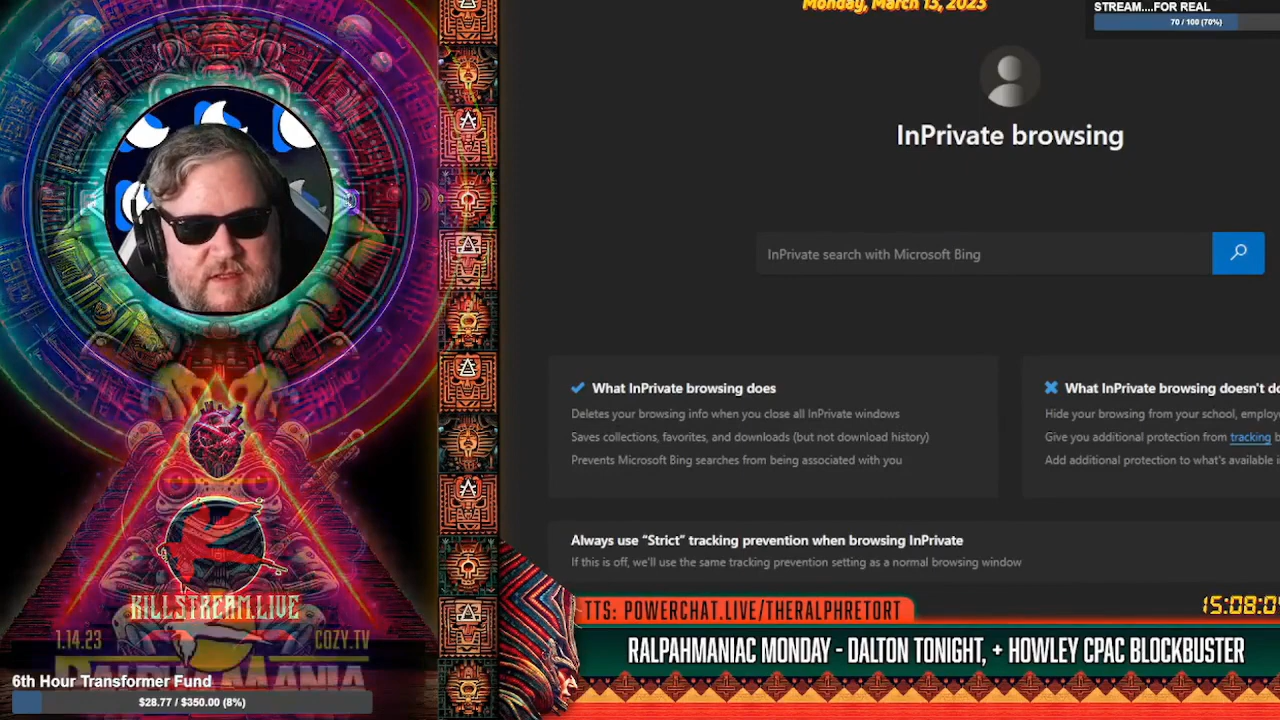 Monday, March 13, 2023
STREAM....FOR REAL
70 / 100 (70%)
InPrivate browsing
InPrivate search with Microsoft Bing
What InPrivate browsing does
Deletes your browsing info when you close all InPrivate windows
Saves collections, favorites, and downloads (but not download history)
Prevents Microsoft Bing searches from being associated with you
What InPrivate browsing doesn't do
Hide your browsing from your school,
Give you additional protection from tracking
Add additional protection to what's available
Always use “Strict” tracking prevention when browsing InPrivate
If this is off, we'll use the same tracking prevention setting as a normal browsing window
KILLSTREAM.LIVE
1.14.23
COZY.TV
RALPHAMANIA
6th Hour Transformer Fund
$28.77 / $350.00 (8%)
TTS: POWERCHAT.LIVE/THERALPHRETORT
15:08:0
RALPAHMANIAC MONDAY - DALTON TONIGHT, + HOWLEY CPAC BLOCKBUSTER